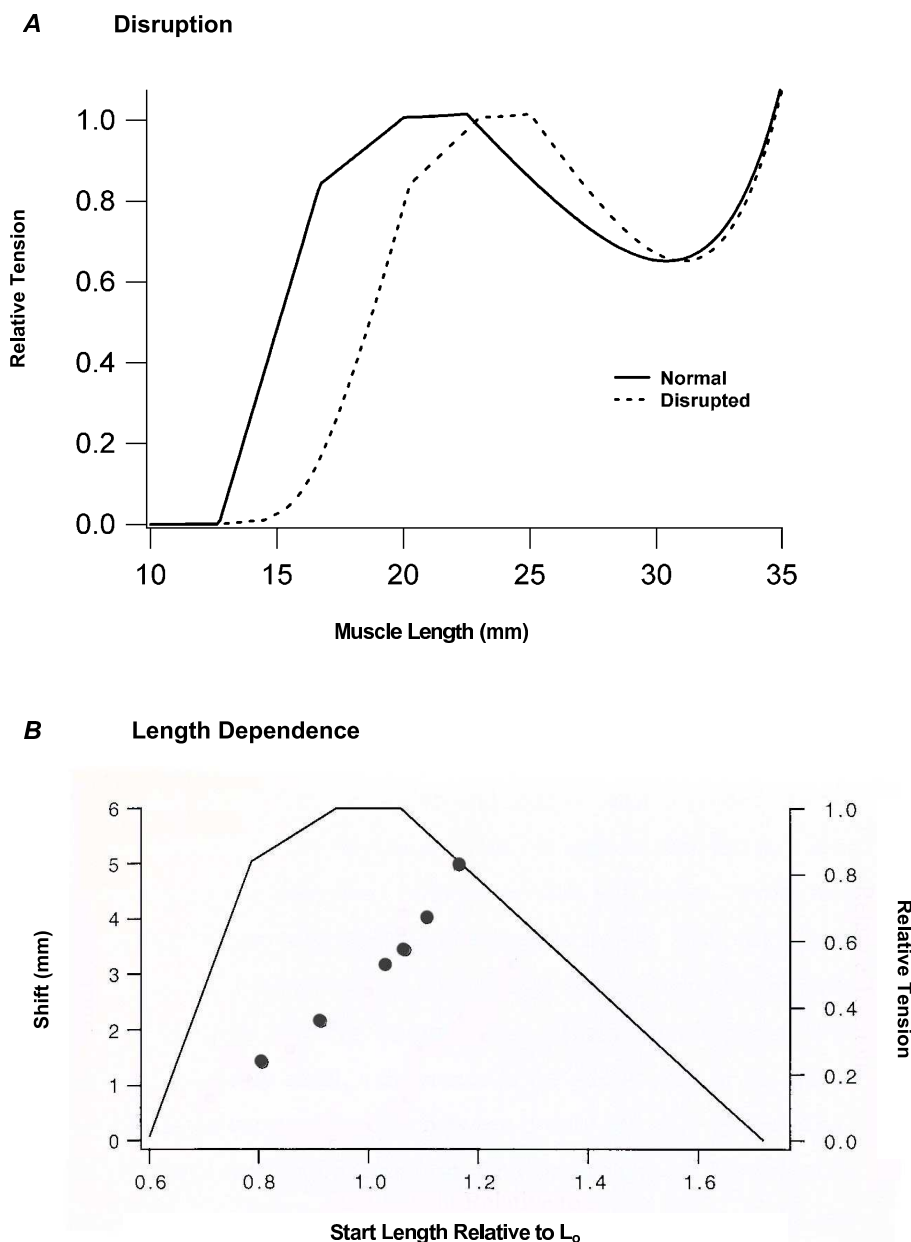 A Disruption
Relative Tension
1.0
0.8
0.6
0.4
0.2
0.0
Normal
Disrupted
10 15 20 25 30 35
Muscle Length (mm)
B Length Dependence
Shift (mm)
6
5
4
3
2
1
0
1.0
0.8
0.6
0.4
0.2
0.0
Relative Tension
0.6 0.8 1.0 1.2 1.4 1.6
Start Length Relative to Lo